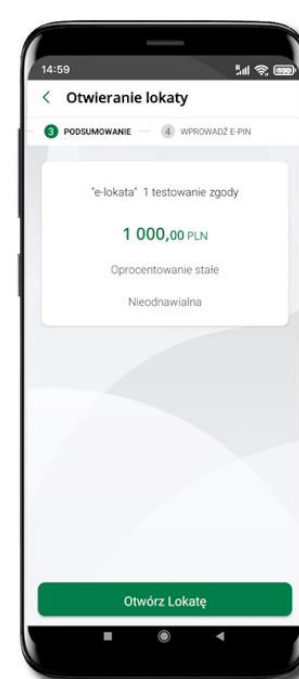 14:59
Otwieranie lokaty
3 PODSUMOWANIE 4 WPROWADŹ E-PIN
"e-lokata" 1 testowanie zgody
1 000,00 PLN
Oprocentowanie stałe
Nieodnawialna
Otwórz Lokatę